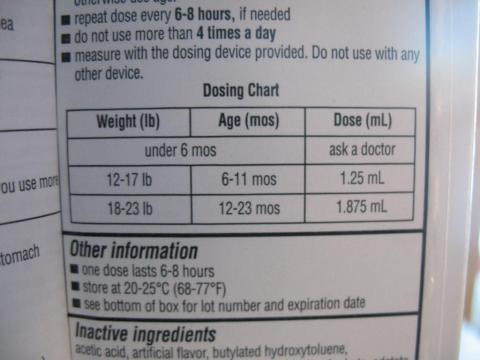 repeat dose every 6-8 hours, if needed
do not use more than 4 times a day
measure with the dosing device provided. Do not use with any
other device.
Dosing Chart
Weight (lb) Age (mos) Dose (mL)
under 6 mos ask a doctor
12-17 lb 6-11 mos 1.25 mL
18-23 lb 12-23 mos 1.875 mL
Other information
one dose lasts 6-8 hours
store at 20-25°C (68-77°F)
see bottom of box for lot number and expiration date
Inactive ingredients
acetic acid, artificial flavor, butylated hydroxytoluene,
ou use more
tomach